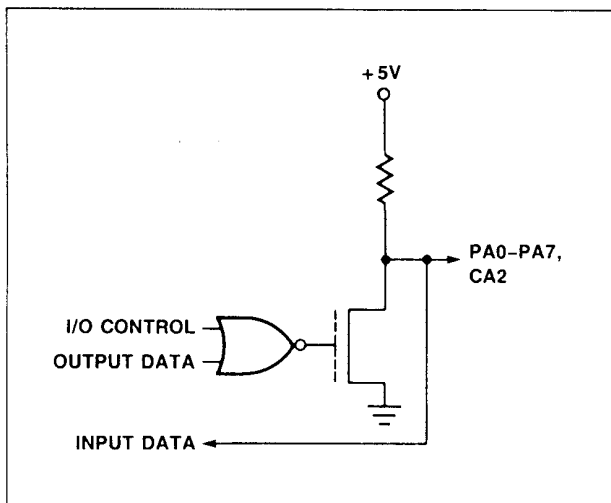 +5V
PA0–PA7,
CA2
I/O CONTROL
OUTPUT DATA
INPUT DATA